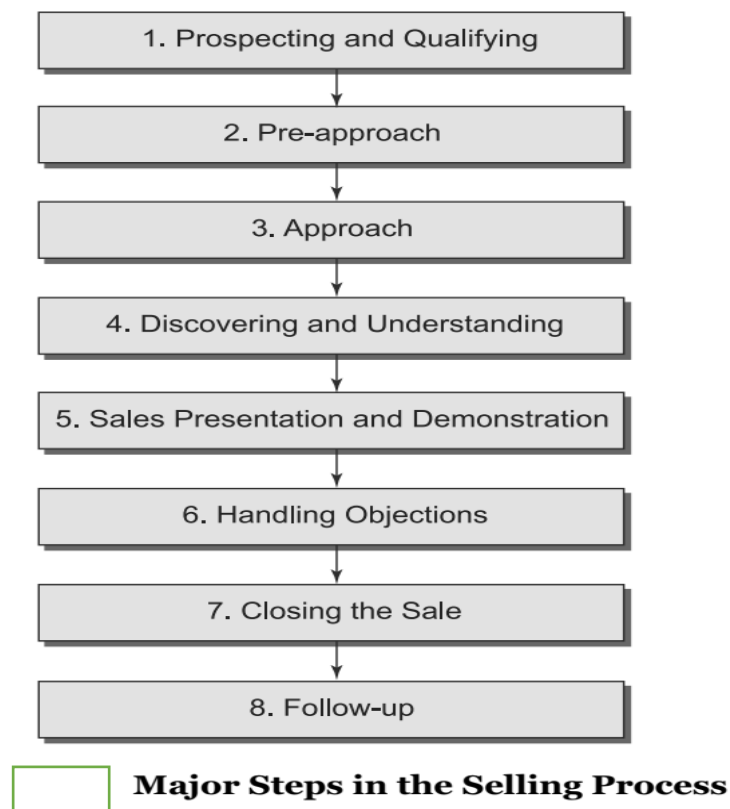 1. Prospecting and Qualifying
2. Pre-approach
3. Approach
4. Discovering and Understanding
5. Sales Presentation and Demonstration
6. Handling Objections
7. Closing the Sale
8. Follow-up
Major Steps in the Selling Process